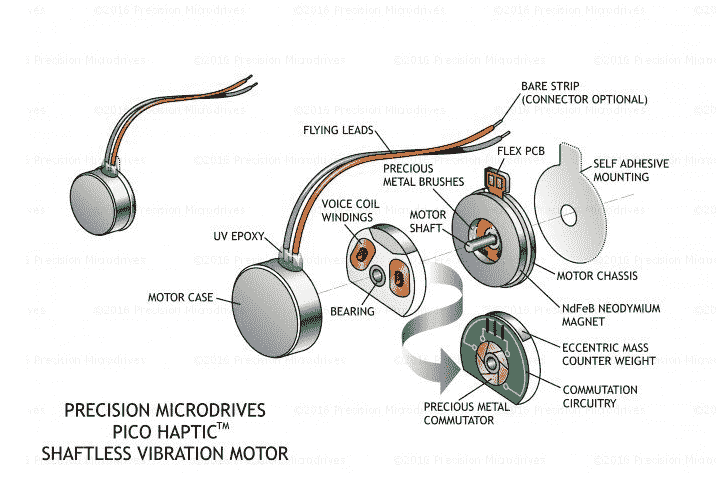 ©2016 Precision Microdrives
BARE STRIP
(CONNECTOR OPTIONAL)
FLYING LEADS
FLEX PCB
PRECIOUS
METAL BRUSHES
SELF ADHESIVE
MOUNTING
VOICE COIL
WINDINGS
MOTOR
SHAFT
UV EPOXY
MOTOR CHASSIS
MOTOR CASE
BEARING
NdFeB NEODYMIUM
MAGNET
ECCENTRIC MASS
COUNTER WEIGHT
COMMUTATION
CIRCUITRY
PRECIOUS METAL
COMMUTATOR
PRECISION MICRODRIVES
PICO HAPTIC™
SHAFTLESS VIBRATION MOTOR